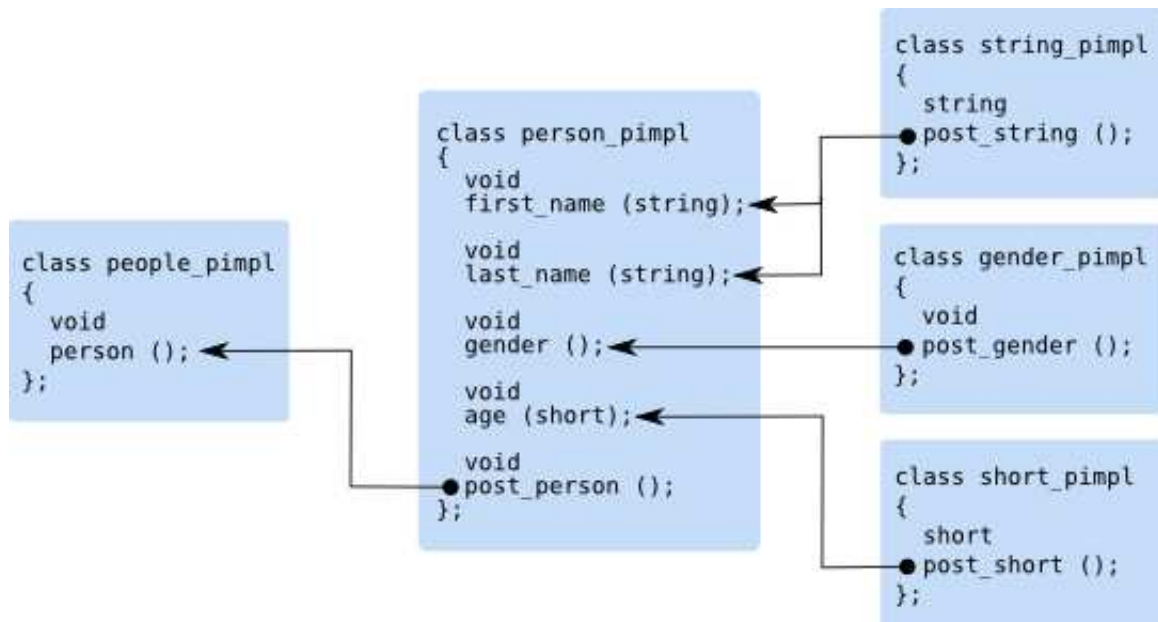 class people_pimpl
{
void
person ();
};
class person_pimpl
{
void
first_name (string);
void
last_name (string);
void
gender ();
void
age (short);
void
post_person ();
};
class string_pimpl
{
string
post_string ();
};
class gender_pimpl
{
void
post_gender ();
};
class short_pimpl
{
short
post_short ();
};